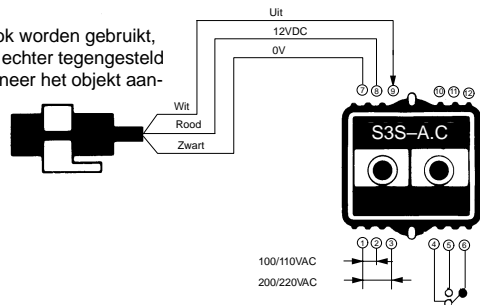 ok worden gebruikt,
echter tegengesteld
neer het objekt aan-
Uit
12VDC
0V
Wit
Rood
Zwart
7 8 9 10 11 12
S3S–A.C
1 2 3 4 5 6
100/110VAC
200/220VAC